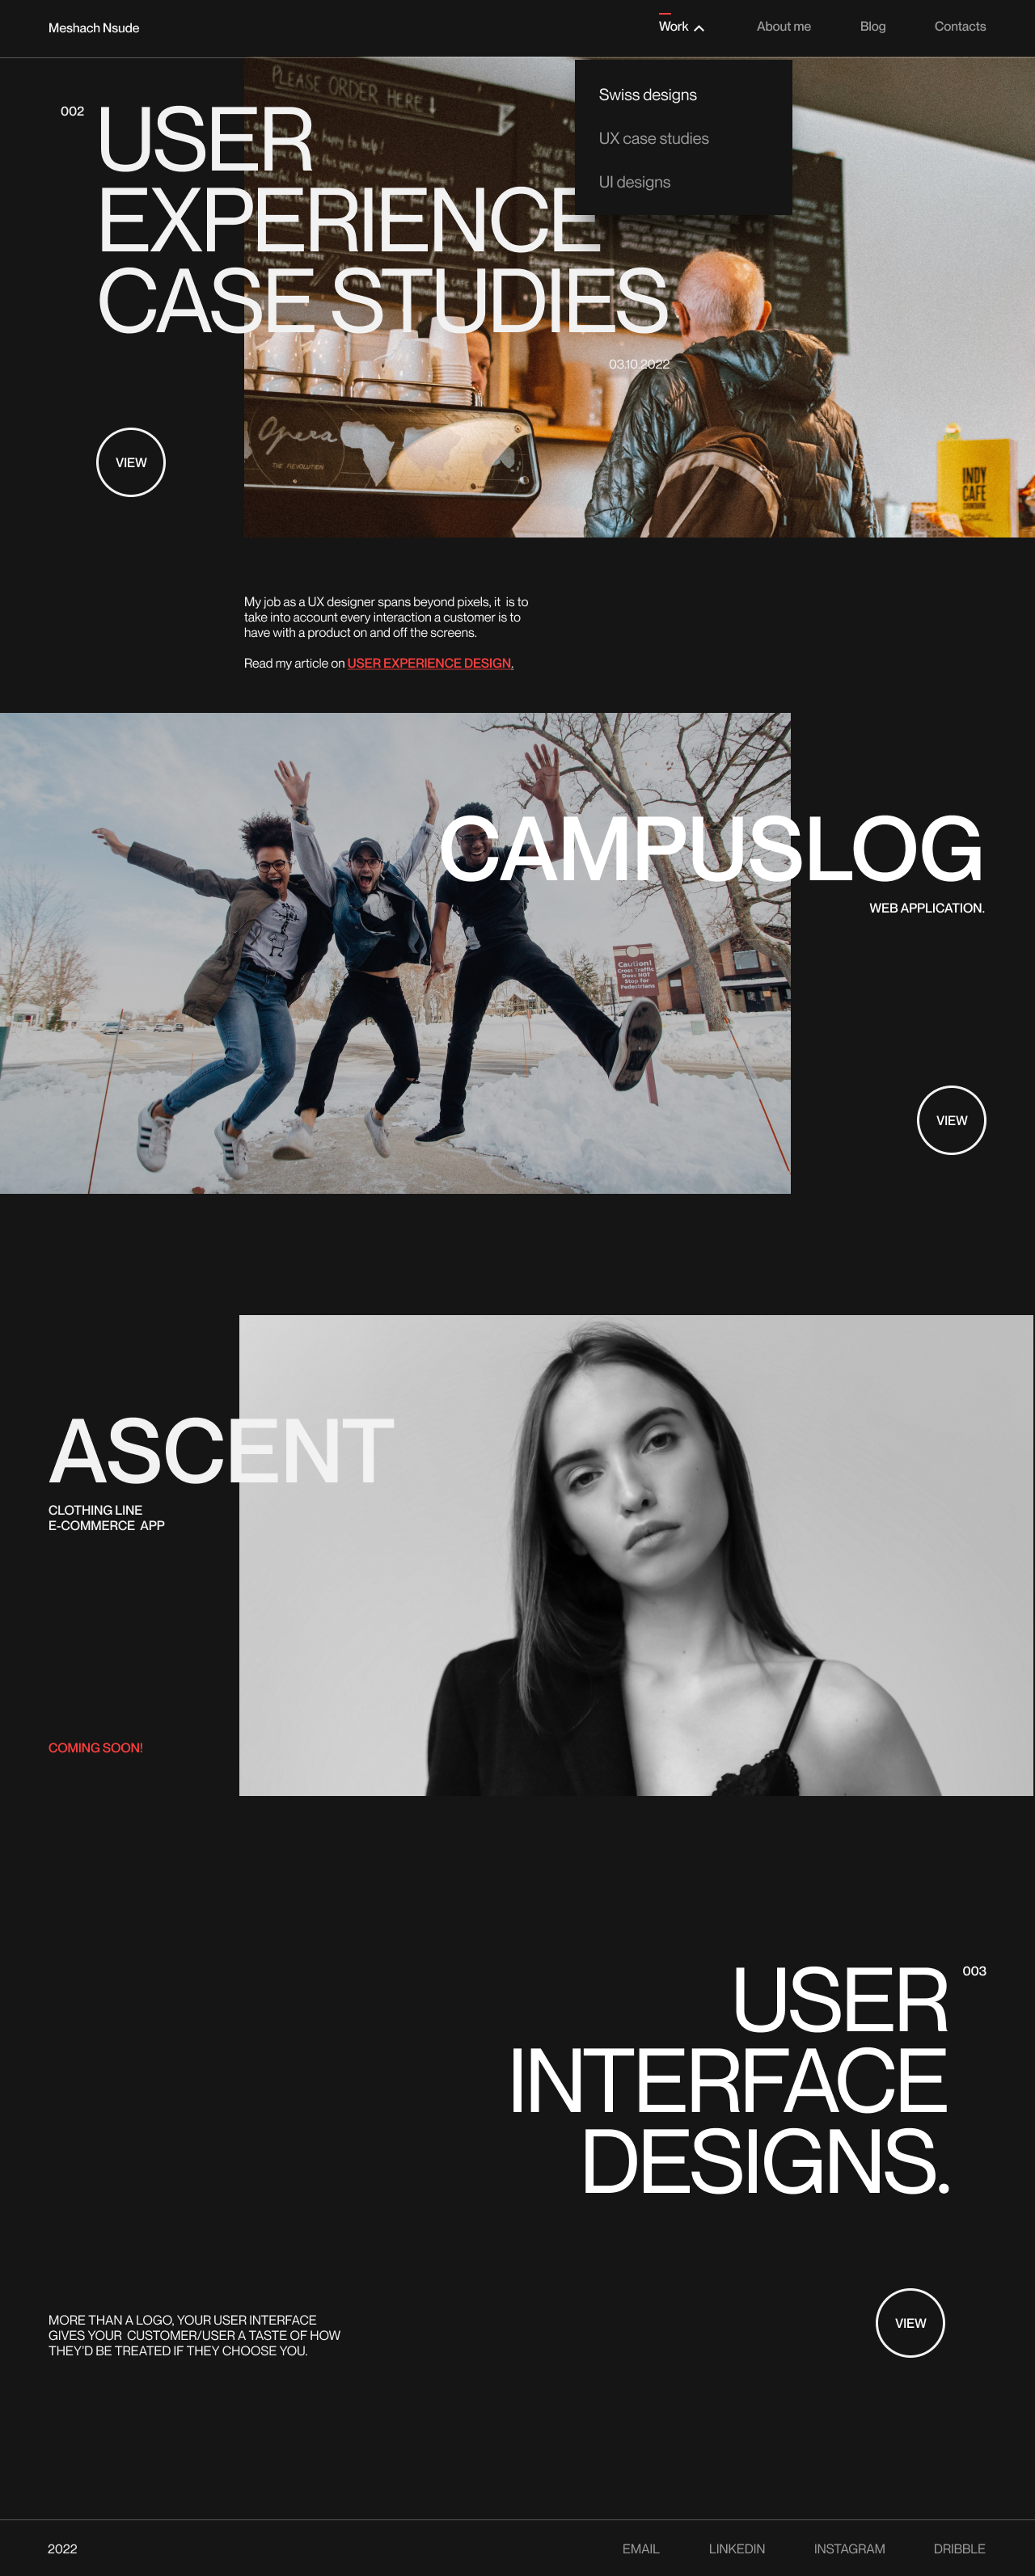 Meshach Nsude
Work
About me
Blog
Contacts
Swiss designs
UX case studies
UI designs
PLEASE ORDER HERE
002
USER
EXPERIENCE
CASE STUDIES
03.10.2022
opera
THE REVOLUTION
INDY
CAFE
VIEW
My job as a UX designer spans beyond pixels, it  is to
take into account every interaction a customer is to
have with a product on and off the screens.
Read my article on USER EXPERIENCE DESIGN.
CAMPUSLOG
WEB APPLICATION.
Caution!
Cross Traffic
Does NOT
Stop for
Pedestrians
VIEW
ASCENT
CLOTHING LINE
E-COMMERCE  APP
COMING SOON!
USER
INTERFACE
DESIGNS.
003
MORE THAN A LOGO, YOUR USER INTERFACE
GIVES YOUR  CUSTOMER/USER A TASTE OF HOW
THEY'D BE TREATED IF THEY CHOOSE YOU.
VIEW
2022
EMAIL
LINKEDIN
INSTAGRAM
DRIBBLE